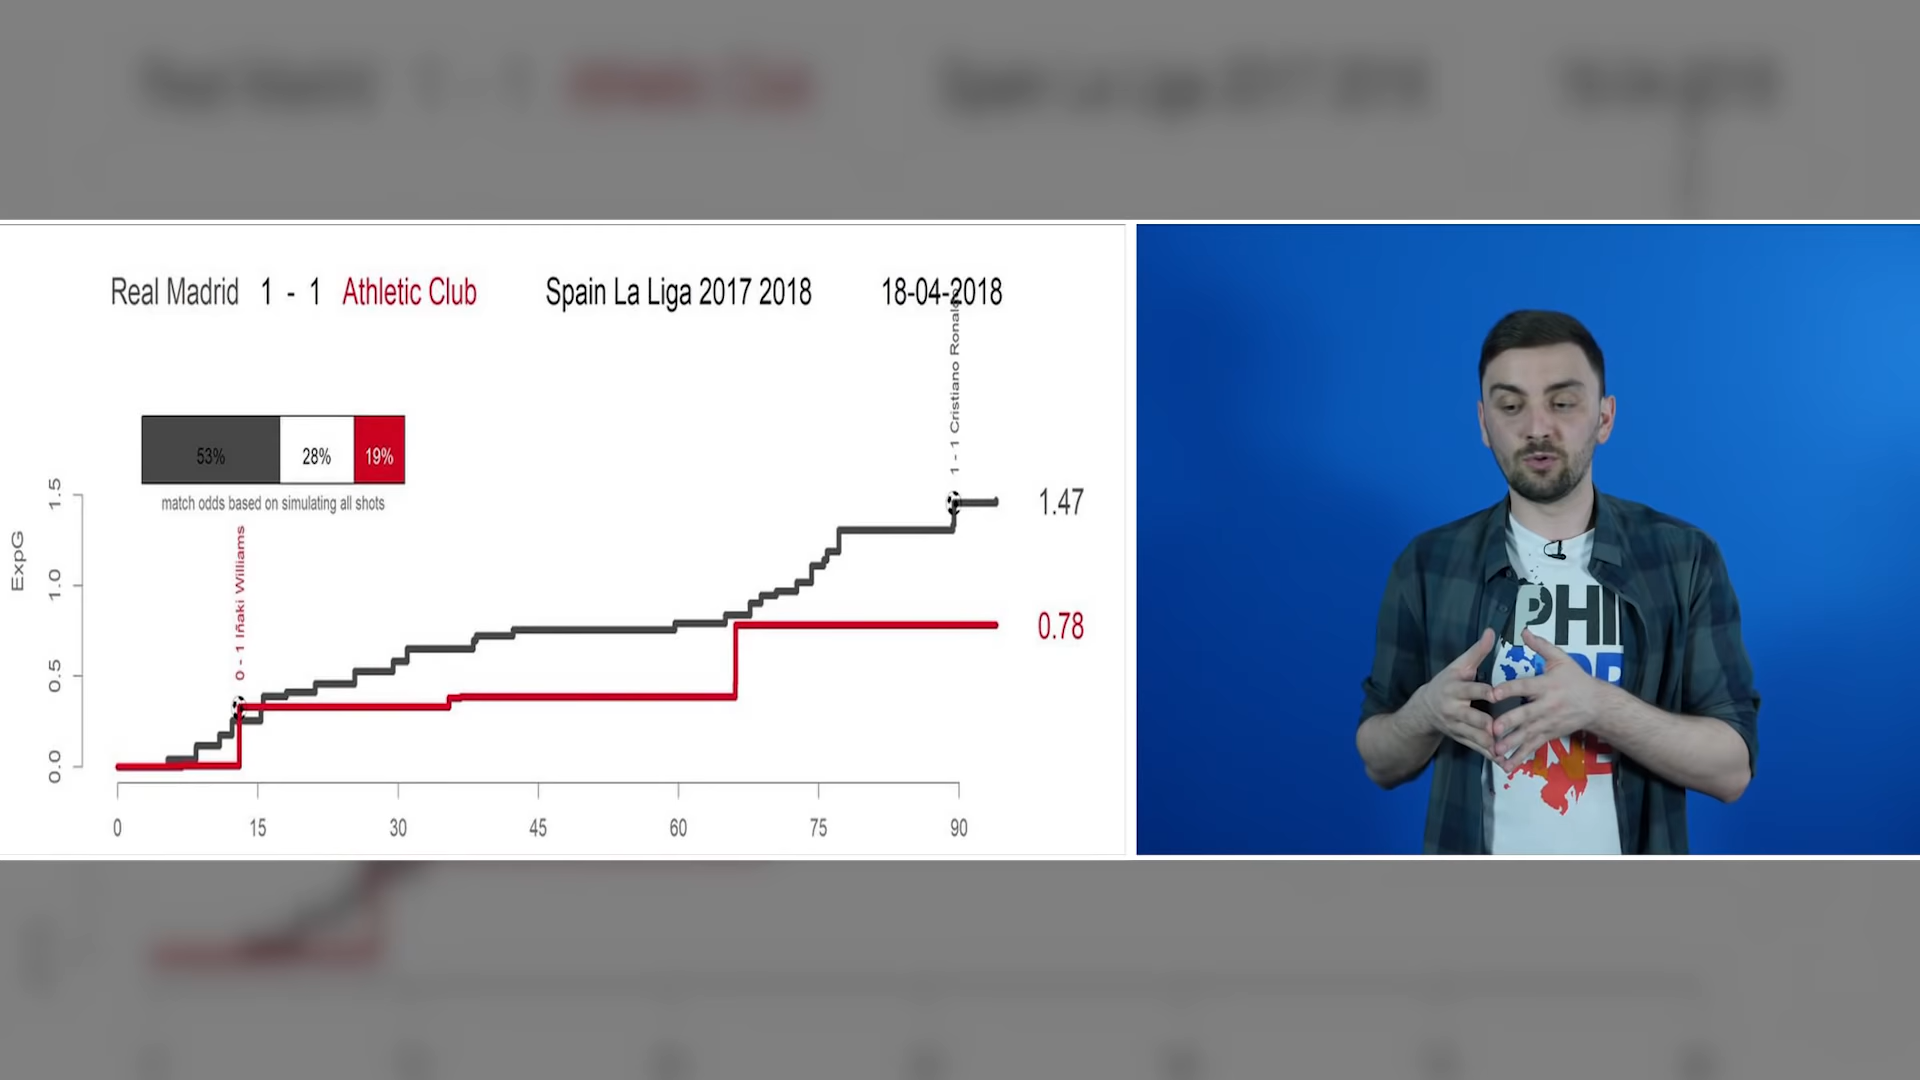 Real Madrid 1 - 1 Athletic Club Spain La Liga 2017 2018 18-04-2018
1 - 1 Cristiano Ronaldo
53% 28% 19%
match odds based on simulating all shots
0 - 1 Iñaki Williams
ExpG
1.5
1.0
0.5
0.0
1.47
0.78
0 15 30 45 60 75 90
PHI